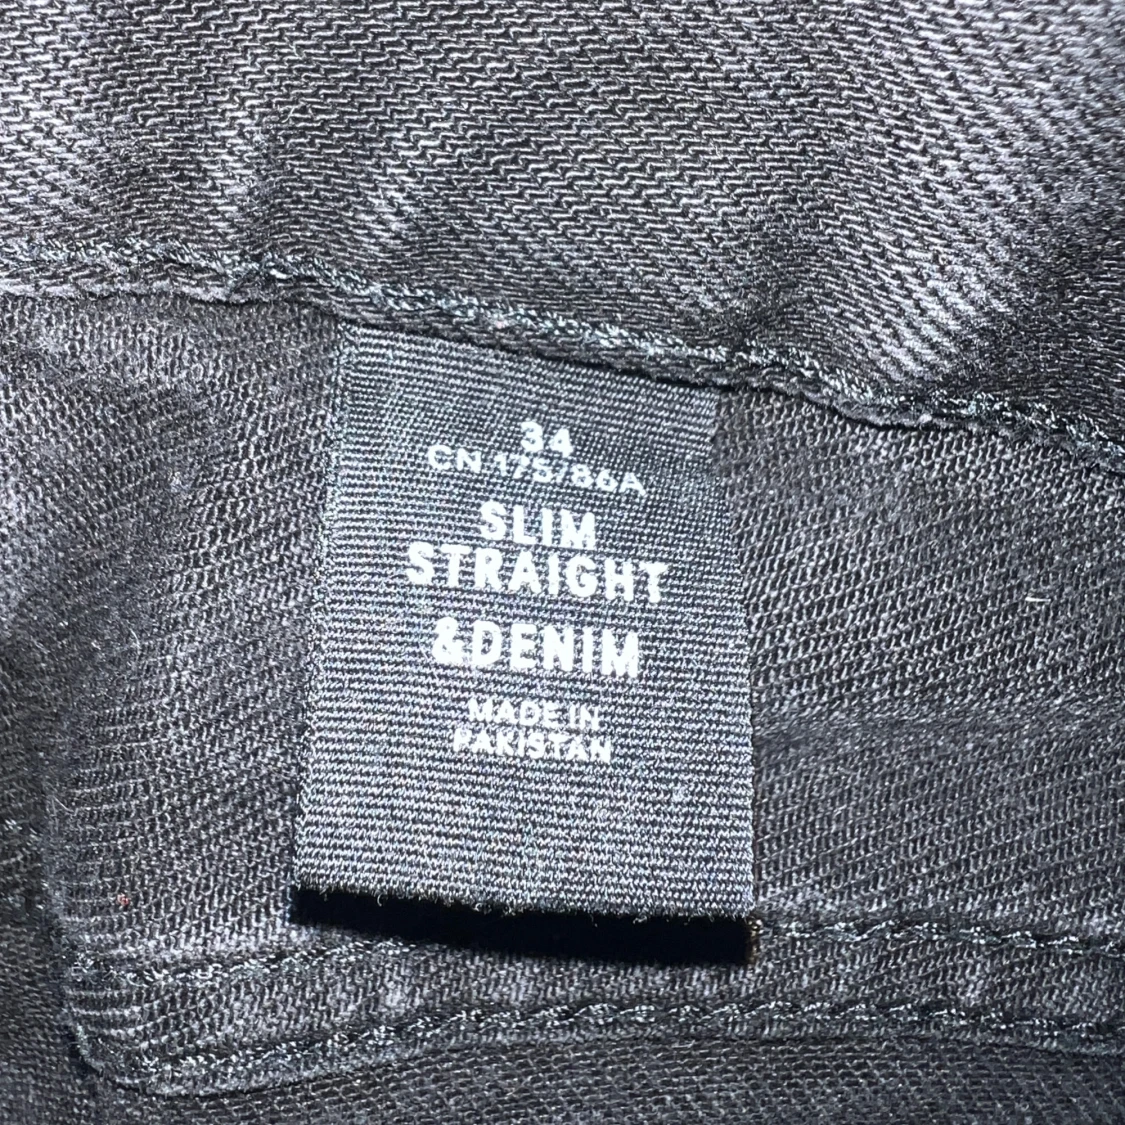 34
CN 175/86A
SLIM
STRAIGHT
&DENIM
MADE IN
PAKISTAN